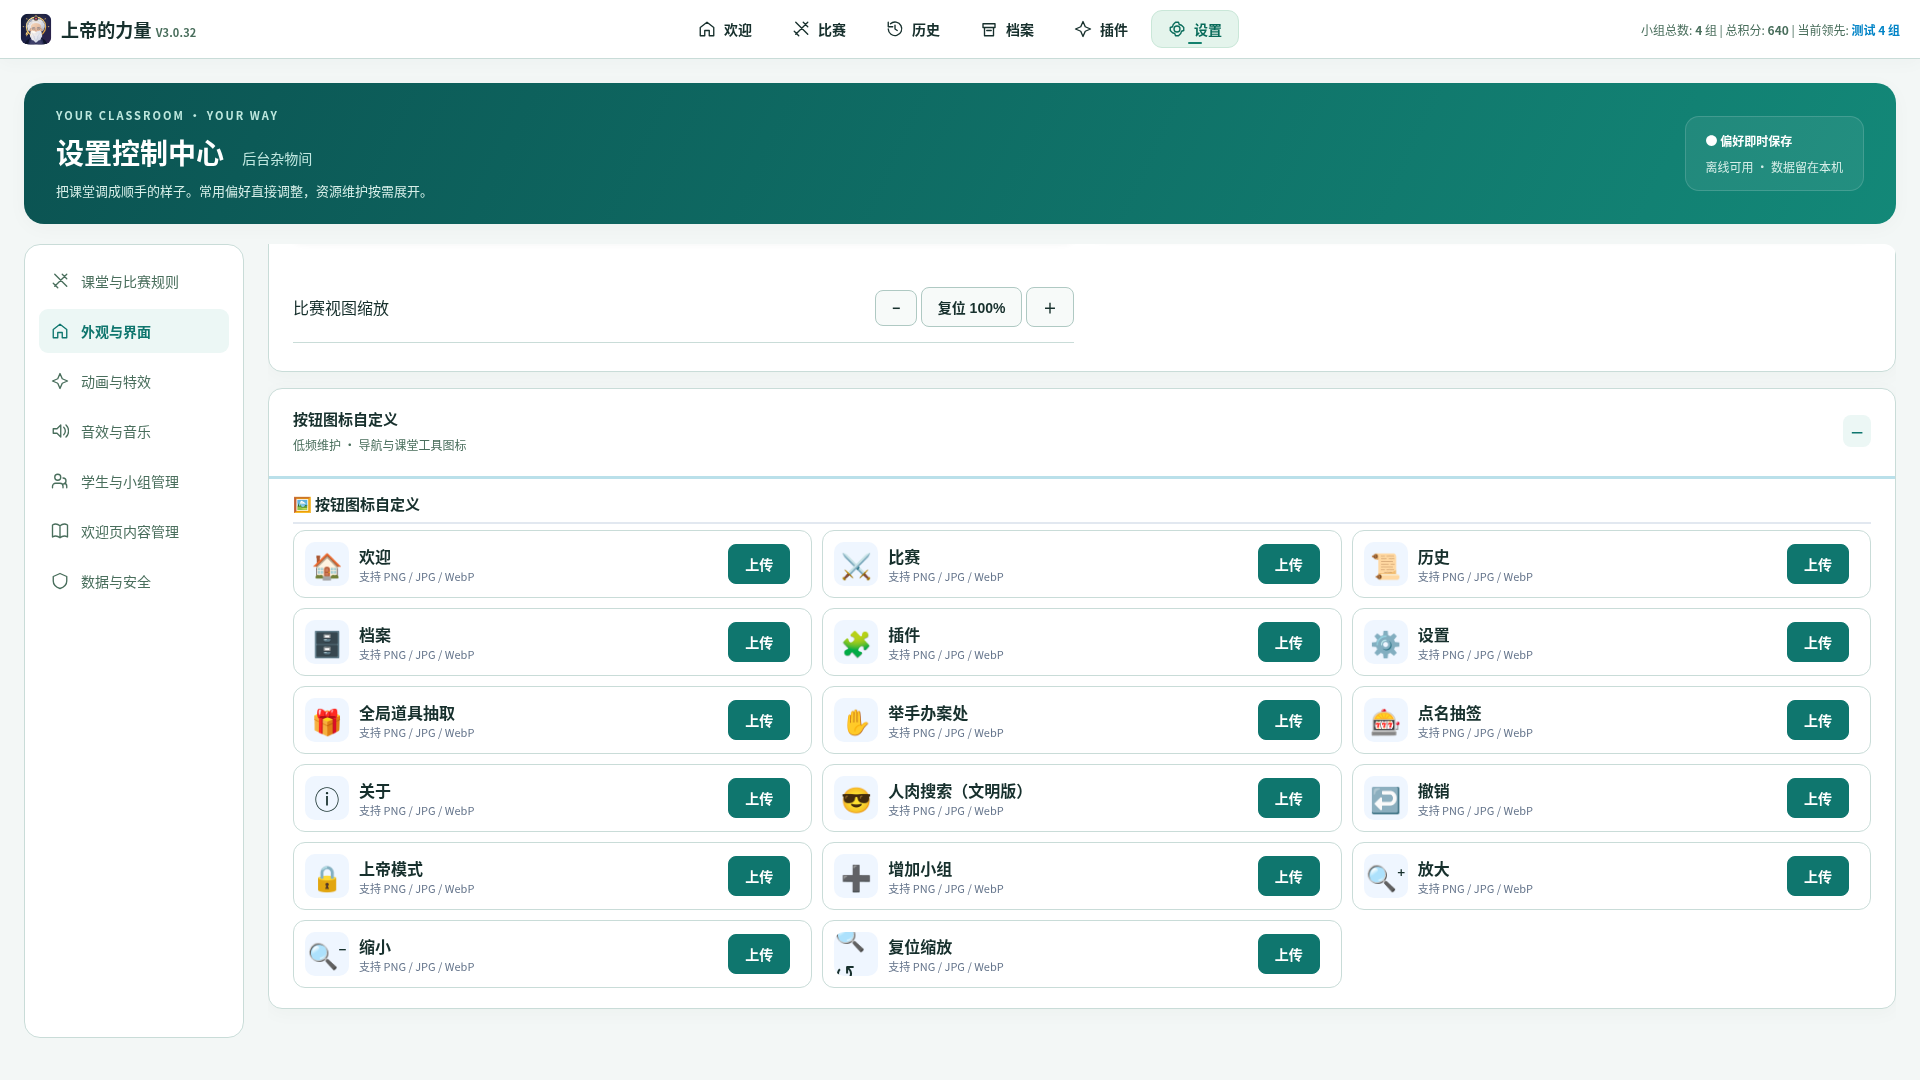 上帝的力量 V3.0.32
欢迎
比赛
历史
档案
插件
设置
小组总数: 4 组 | 总积分: 640 | 当前领先: 测试 4 组
YOUR CLASSROOM · YOUR WAY
设置控制中心 后台杂物间
把课堂调成顺手的样子。常用偏好直接调整，资源维护按需展开。
偏好即时保存
离线可用 · 数据留在本机
课堂与比赛规则
外观与界面
动画与特效
音效与音乐
学生与小组管理
欢迎页内容管理
数据与安全
比赛视图缩放
−
复位 100%
+
按钮图标自定义
低频维护 · 导航与课堂工具图标
−
按钮图标自定义
欢迎
支持 PNG / JPG / WebP
上传
比赛
支持 PNG / JPG / WebP
上传
历史
支持 PNG / JPG / WebP
上传
档案
支持 PNG / JPG / WebP
上传
插件
支持 PNG / JPG / WebP
上传
设置
支持 PNG / JPG / WebP
上传
全局道具抽取
支持 PNG / JPG / WebP
上传
举手办案处
支持 PNG / JPG / WebP
上传
点名抽签
支持 PNG / JPG / WebP
上传
关于
支持 PNG / JPG / WebP
上传
人肉搜索（文明版）
支持 PNG / JPG / WebP
上传
撤销
支持 PNG / JPG / WebP
上传
上帝模式
支持 PNG / JPG / WebP
上传
增加小组
支持 PNG / JPG / WebP
上传
放大
支持 PNG / JPG / WebP
上传
缩小
支持 PNG / JPG / WebP
上传
复位缩放
支持 PNG / JPG / WebP
上传